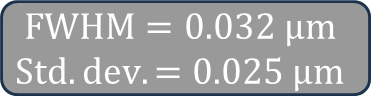 FWHM = 0.032 μm
Std. dev. = 0.025 μm